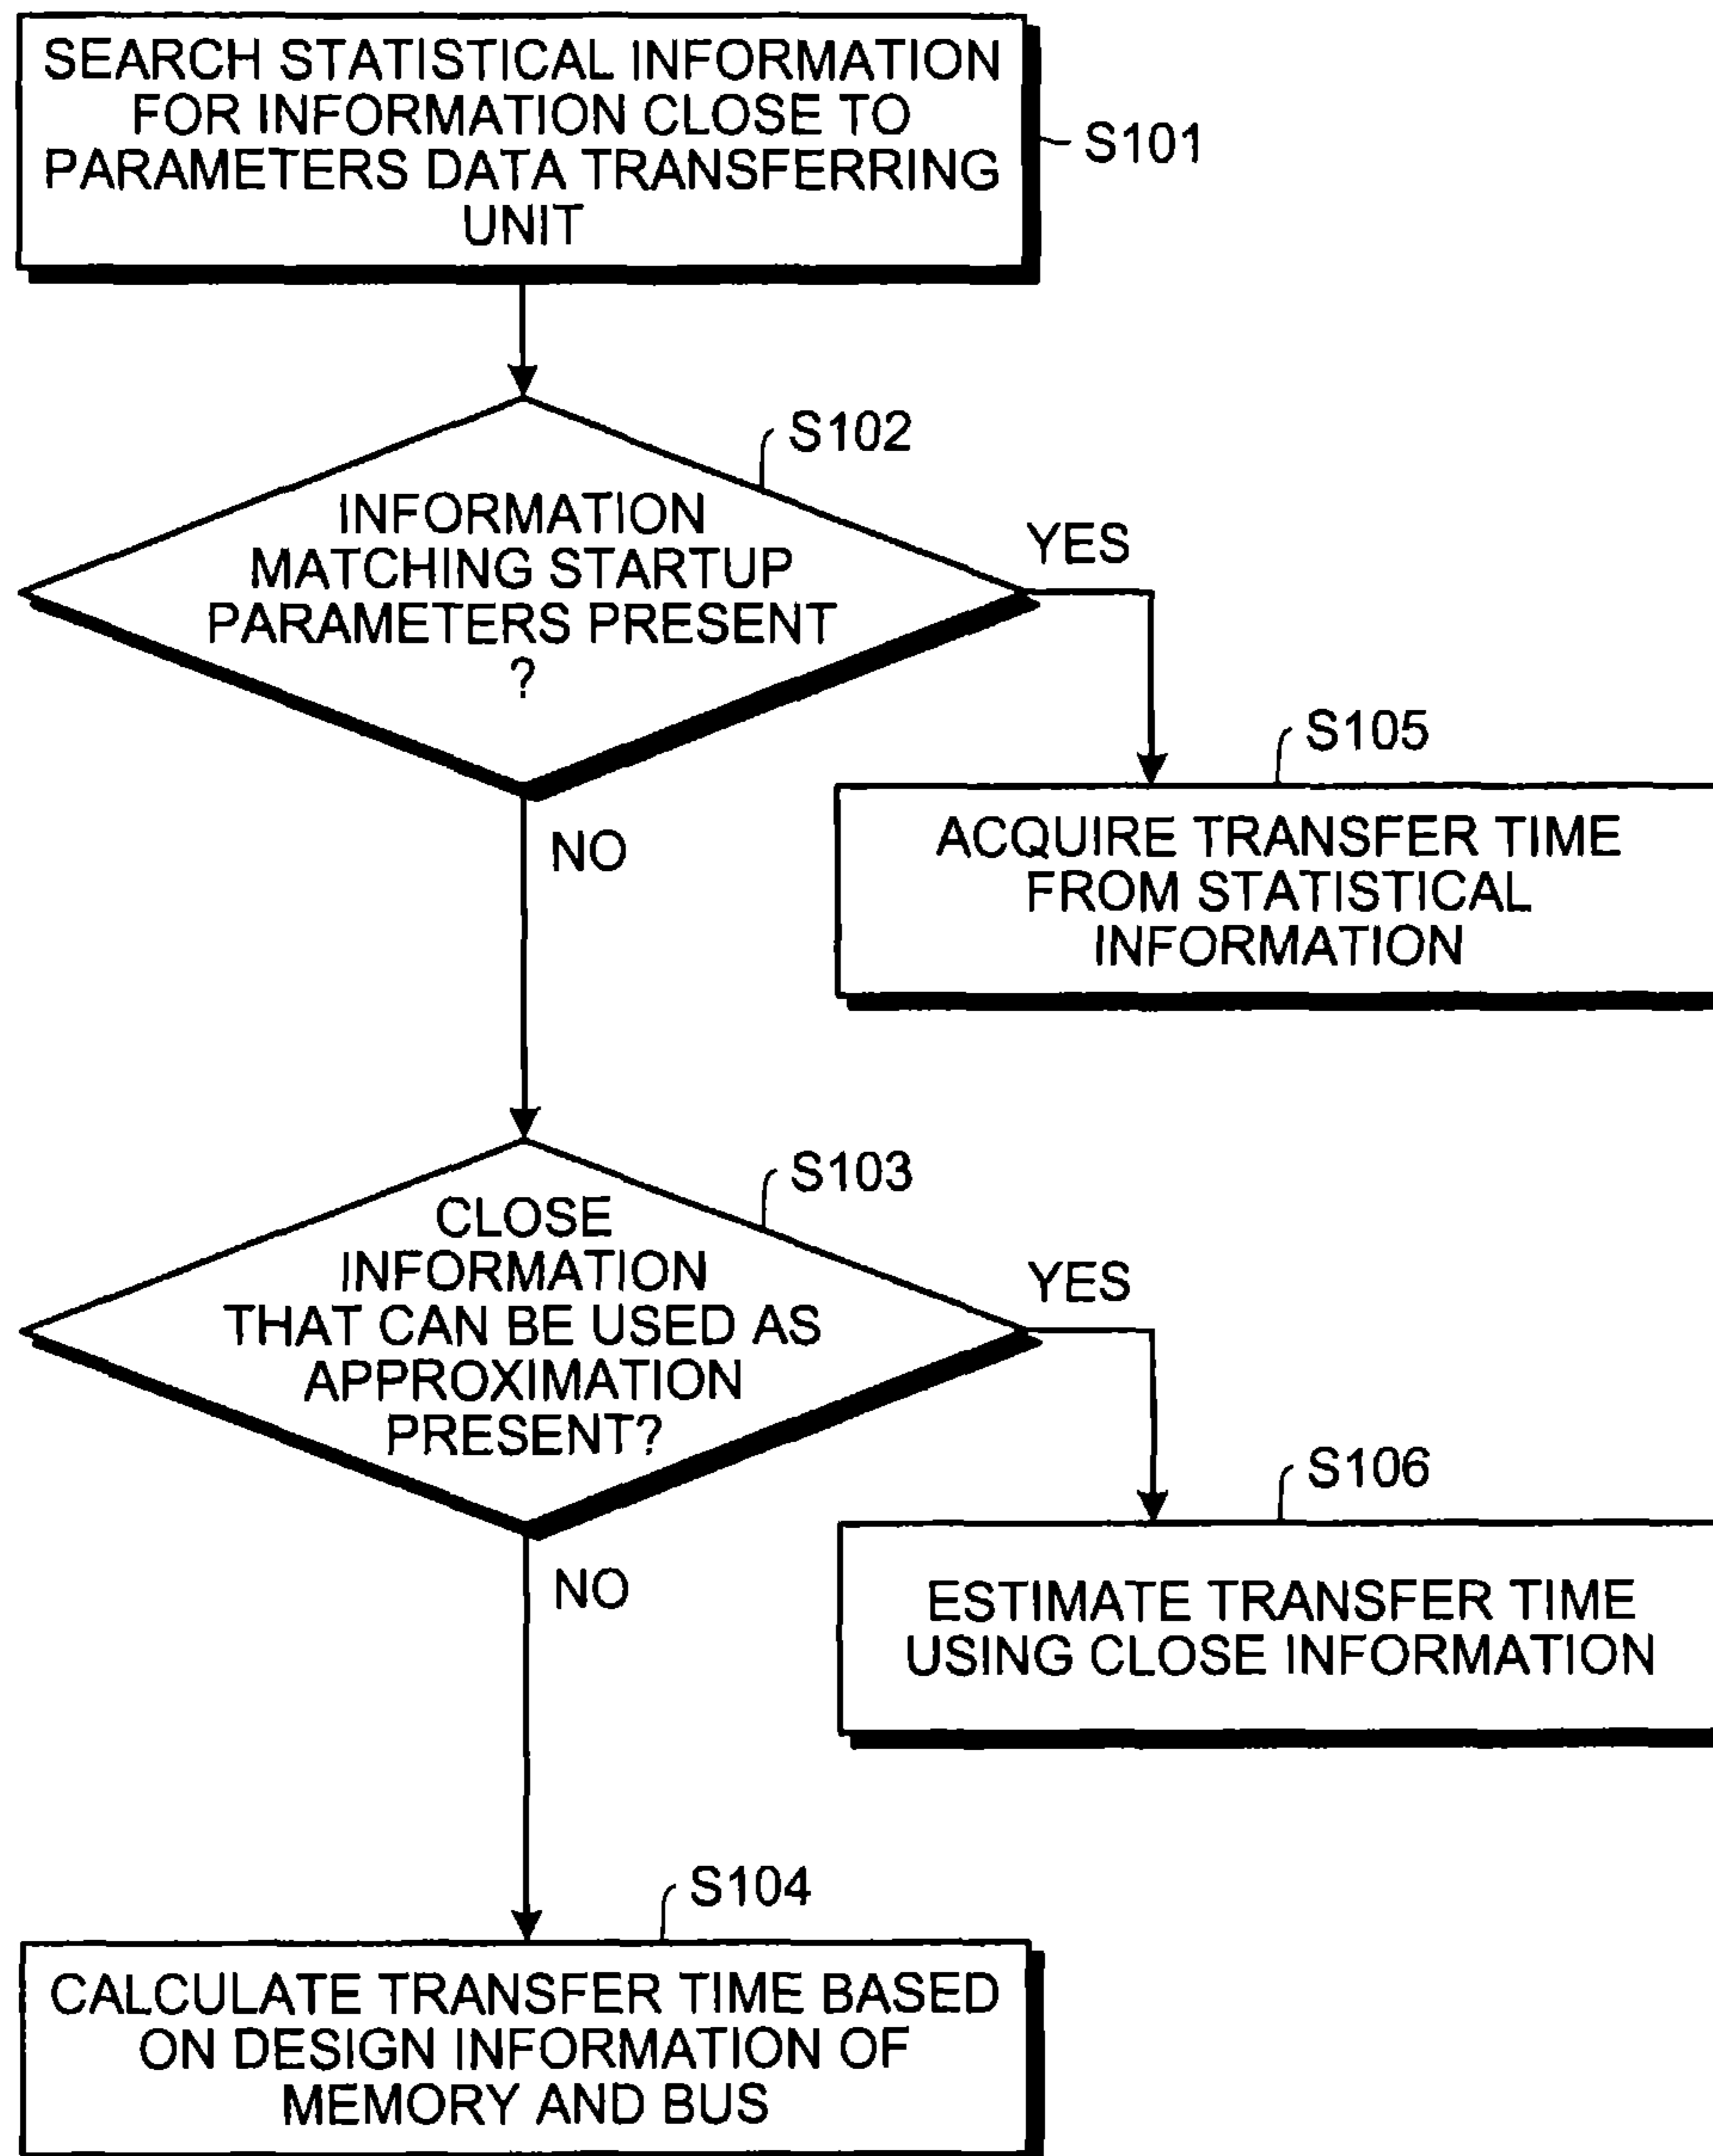 SEARCH STATISTICAL INFORMATION
FOR INFORMATION CLOSE TO
PARAMETERS DATA TRANSFERRING
UNIT
S101
S102
INFORMATION
MATCHING STARTUP
PARAMETERS PRESENT
?
YES
NO
S105
ACQUIRE TRANSFER TIME
FROM STATISTICAL
INFORMATION
S103
CLOSE
INFORMATION
THAT CAN BE USED AS
APPROXIMATION
PRESENT?
YES
NO
S106
ESTIMATE TRANSFER TIME
USING CLOSE INFORMATION
S104
CALCULATE TRANSFER TIME BASED
ON DESIGN INFORMATION OF
MEMORY AND BUS